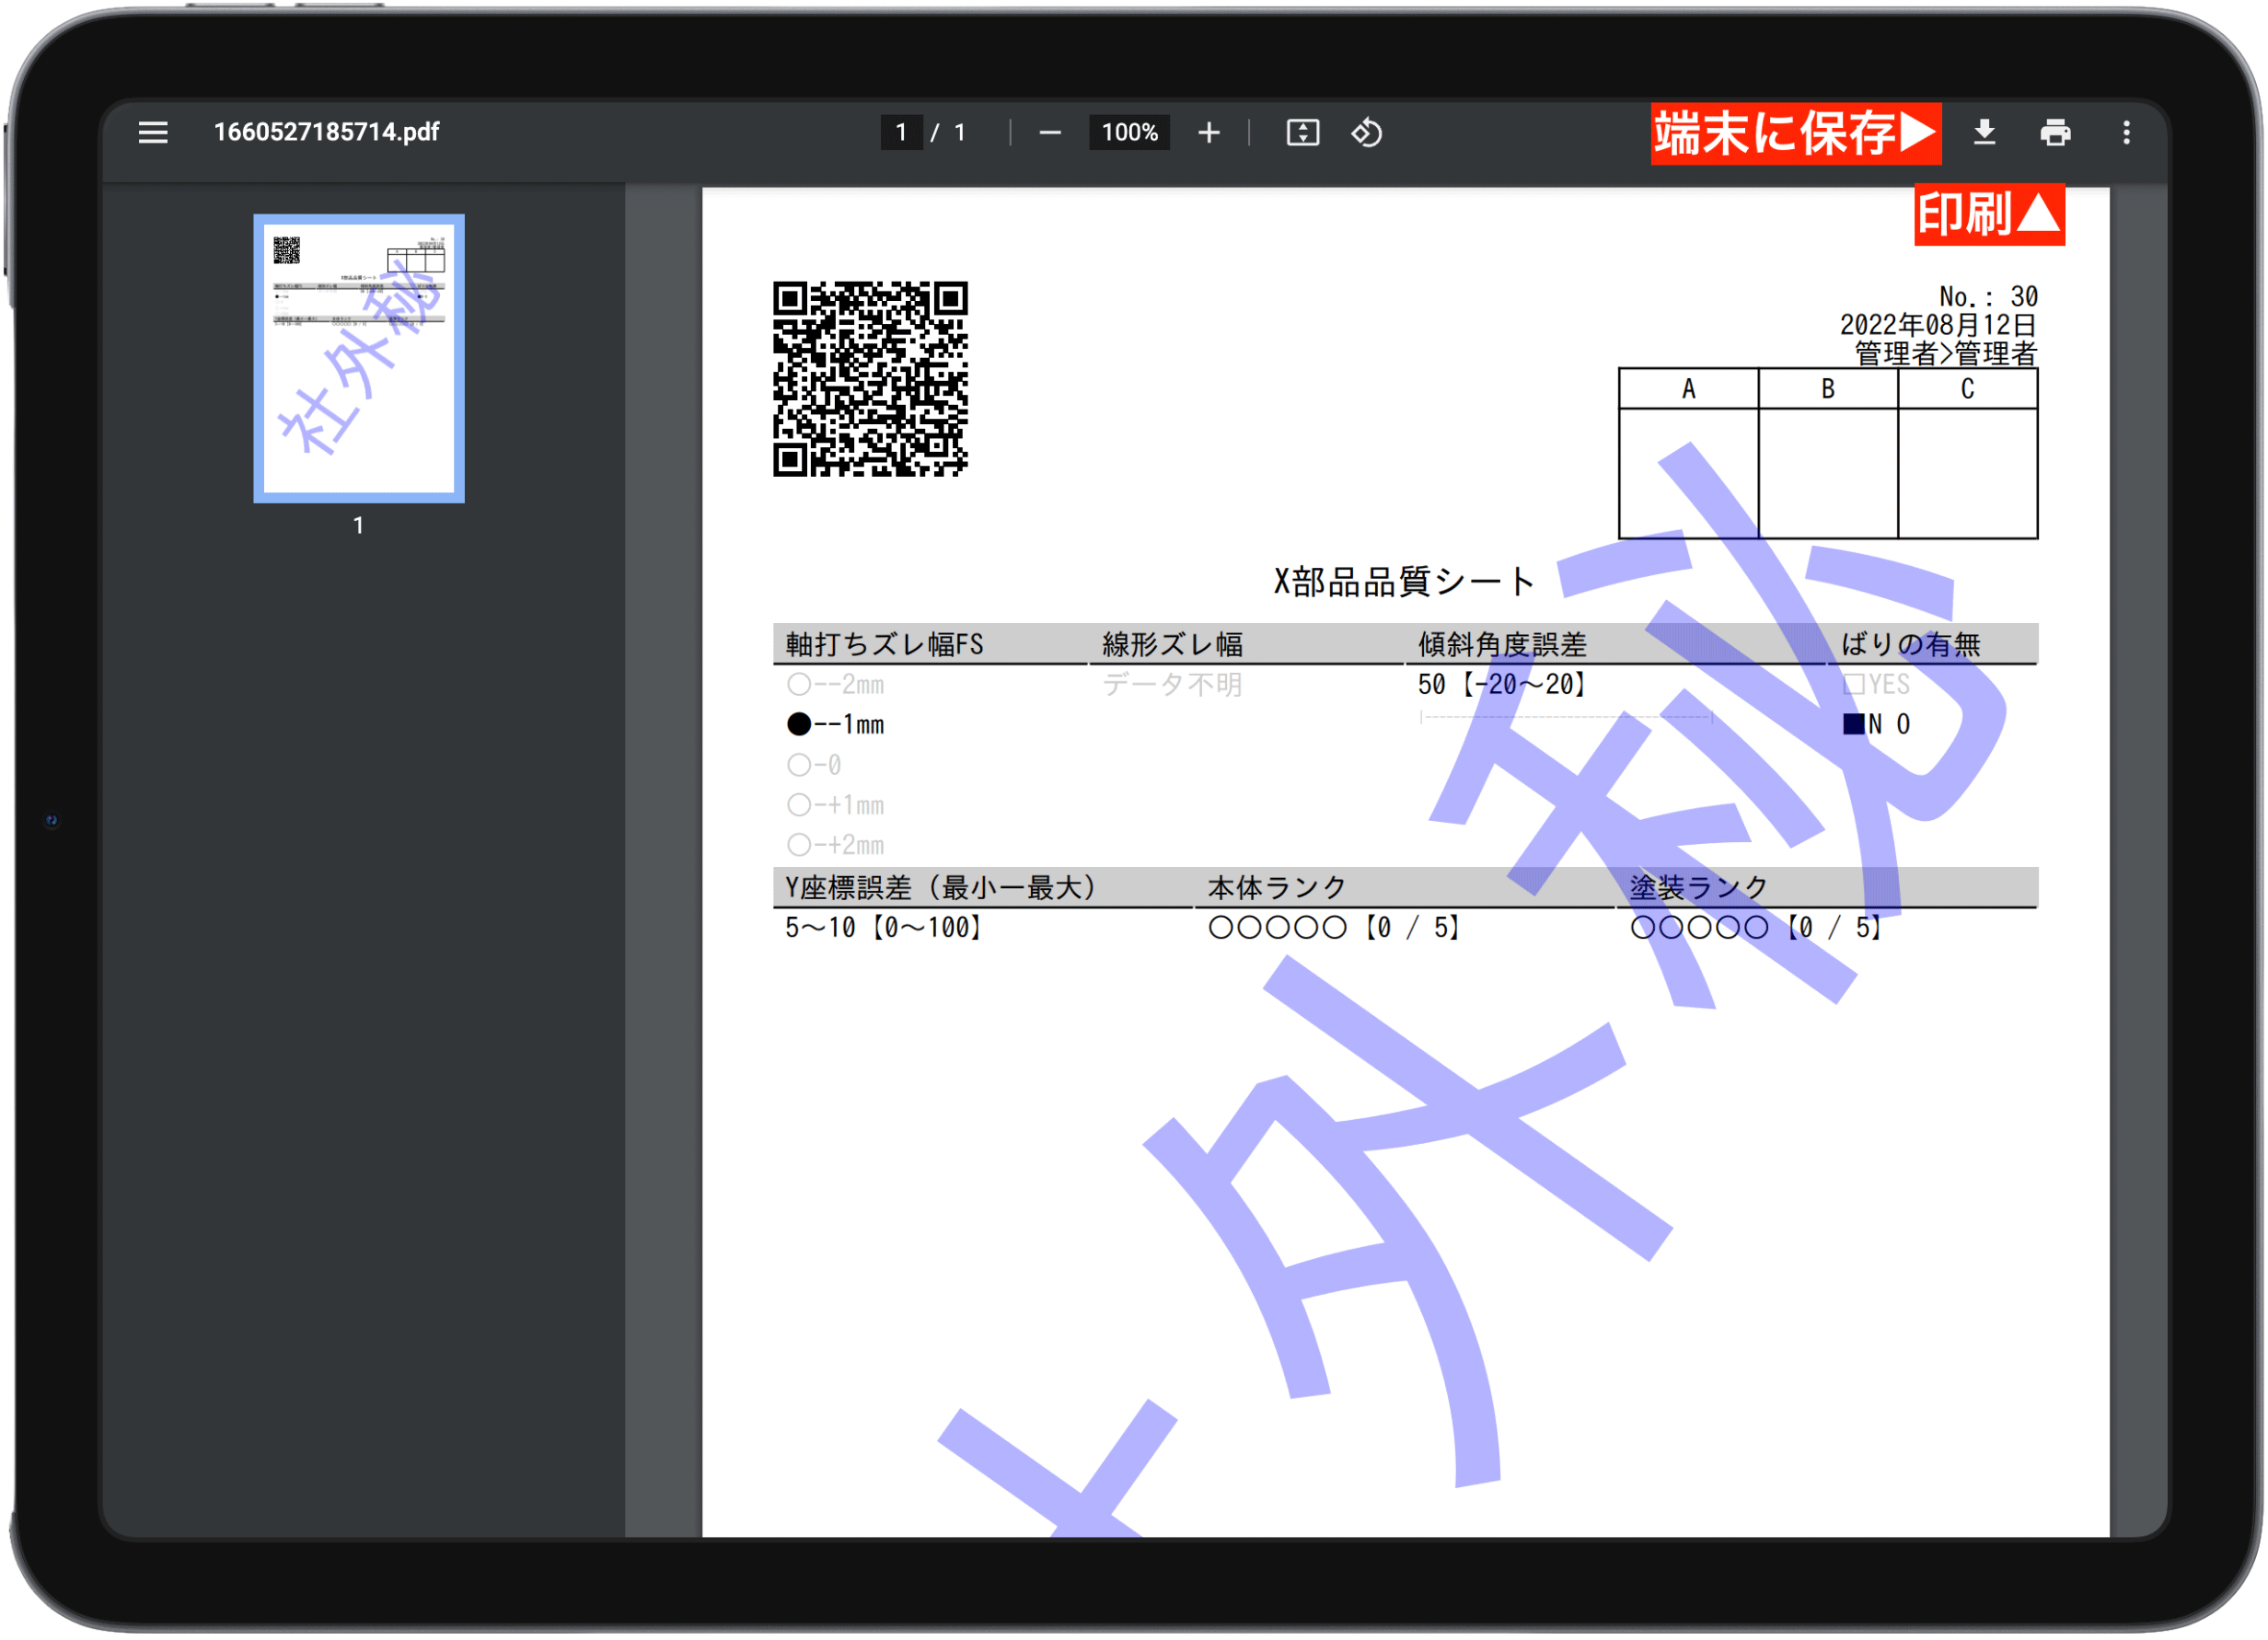 1660527185714.pdf
1 / 1
100%
端末に保存▶
印刷▲
1
No.: 30
2022年08月12日
管理者>管理者
A B C
X部品品質シート
軸打ちズレ幅FS 線形ズレ幅 傾斜角度誤差 ばりの有無
○--2mm データ不明 50【-20〜20】 □YES
●--1mm ■N O
○-0
○-+1mm
○-+2mm
Y座標誤差（最小ー最大） 本体ランク 塗装ランク
5〜10【0〜100】 ○○○○○【0 / 5】 ○○○○○【0 / 5】
社外秘